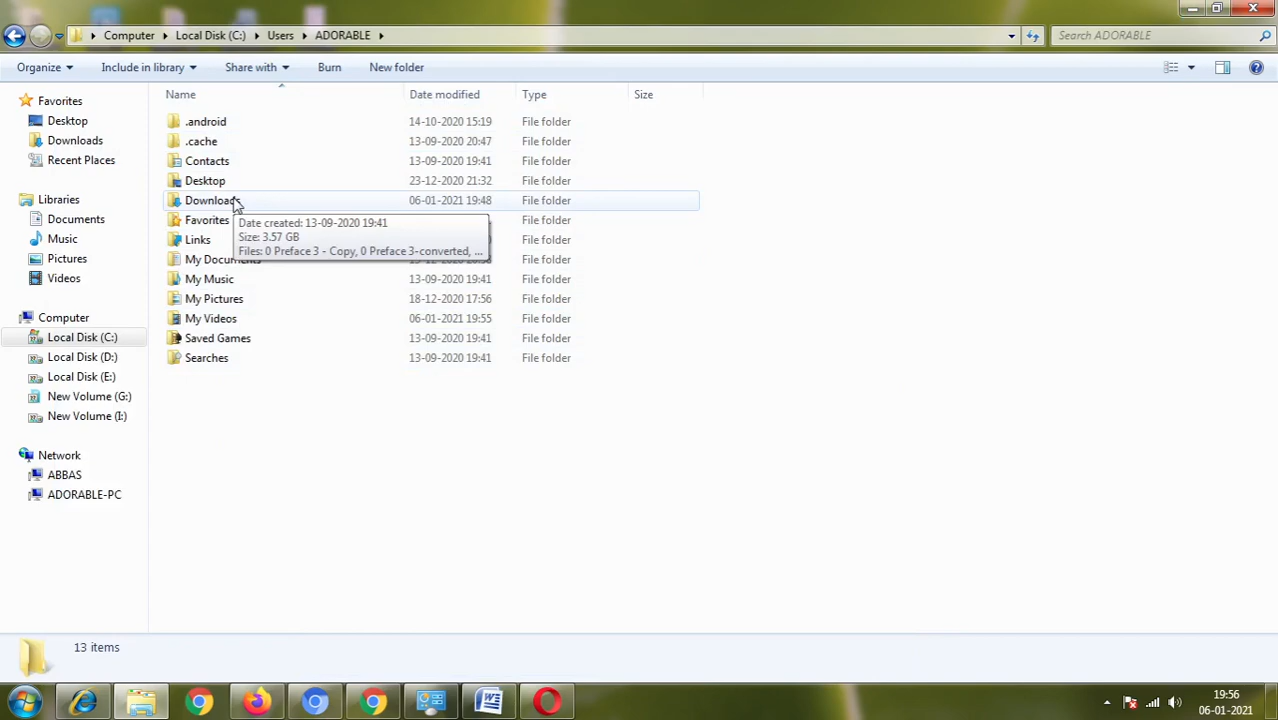 Computer Local Disk (C:) Users ADORABLE Search ADORABLE
Organize Include in library Share with Burn New folder
Favorites
Desktop
Downloads
Recent Places
Libraries
Documents
Music
Pictures
Videos
Computer
Local Disk (C:)
Local Disk (D:)
Local Disk (E:)
New Volume (G:)
New Volume (I:)
Network
ABBAS
ADORABLE-PC
Name Date modified Type Size
.android 14-10-2020 15:19 File folder
.cache 13-09-2020 20:47 File folder
Contacts 13-09-2020 19:41 File folder
Desktop 23-12-2020 21:32 File folder
Downloads 06-01-2021 19:48 File folder
Favorites File folder
Date created: 13-09-2020 19:41
Size: 3.57 GB
Files: 0 Preface 3 - Copy, 0 Preface 3-converted, ...
Links File folder
My Documents File folder
My Music 13-09-2020 19:41 File folder
My Pictures 18-12-2020 17:56 File folder
My Videos 06-01-2021 19:55 File folder
Saved Games 13-09-2020 19:41 File folder
Searches 13-09-2020 19:41 File folder
13 items
19:56
06-01-2021